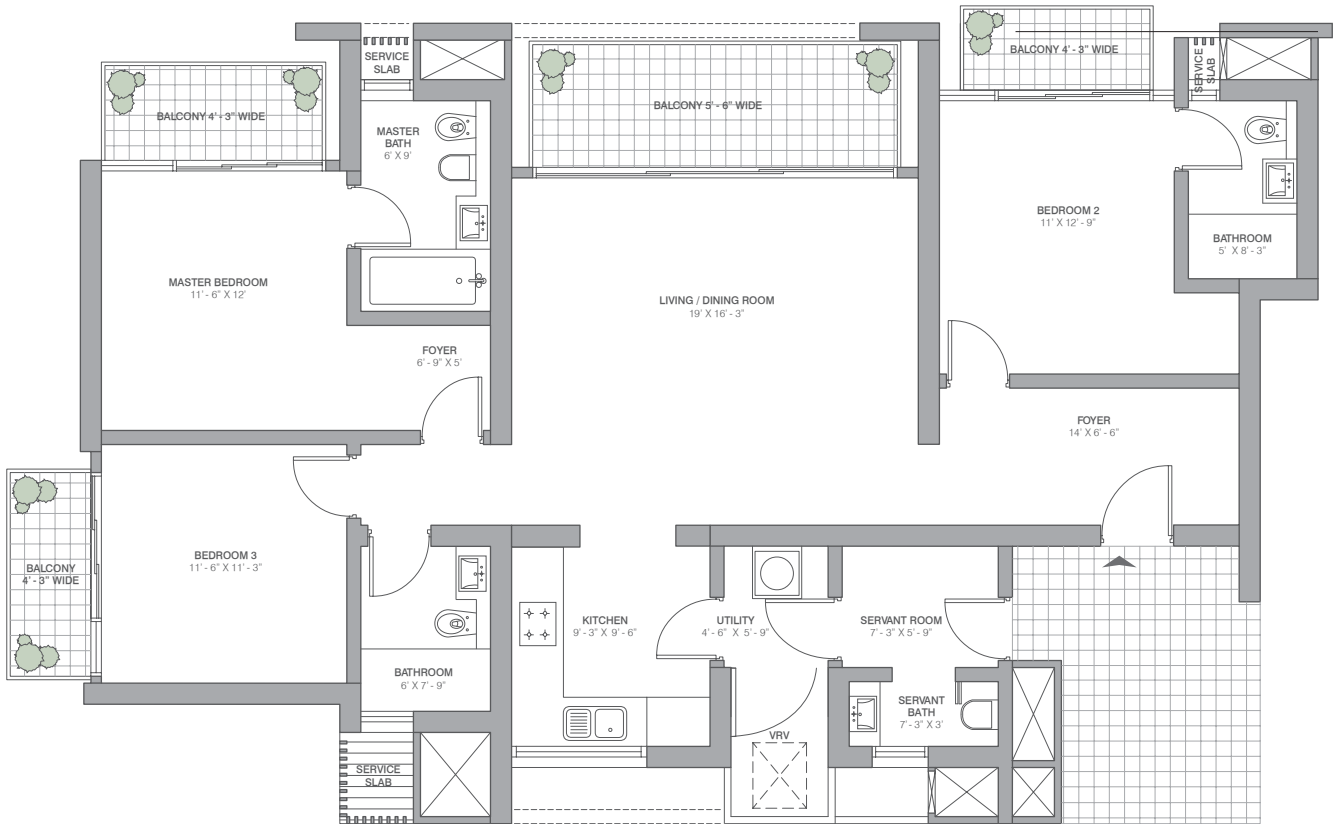 SERVICE
SLAB
BALCONY 4' - 3" WIDE
SERVICE
SLAB
BALCONY 4' - 3" WIDE
BALCONY 5' - 6" WIDE
MASTER
BATH
6' X 9'
BEDROOM 2
11' X 12' - 9"
BATHROOM
5' X 8' - 3"
MASTER BEDROOM
11' - 6" X 12'
LIVING / DINING ROOM
19' X 16' - 3"
FOYER
6' - 9" X 5'
FOYER
14' X 6' - 6"
BEDROOM 3
11' - 6" X 11' - 3"
BALCONY
4' - 3" WIDE
KITCHEN
9' - 3" X 9' - 6"
UTILITY
4' - 6" X 5' - 9"
SERVANT ROOM
7' - 3" X 5' - 9"
BATHROOM
6' X 7' - 9"
SERVANT
BATH
7' - 3" X 3'
VRV
SERVICE
SLAB